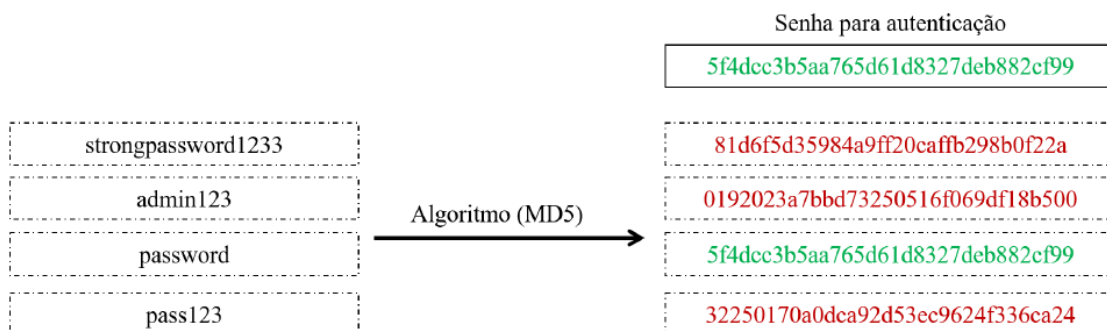 Senha para autenticação
5f4dcc3b5aa765d61d8327deb882cf99
strongpassword1233
81d6f5d35984a9ff20caffb298b0f22a
admin123
0192023a7bbd73250516f069df18b500
Algoritmo (MD5)
password
5f4dcc3b5aa765d61d8327deb882cf99
pass123
32250170a0dca92d53ec9624f336ca24